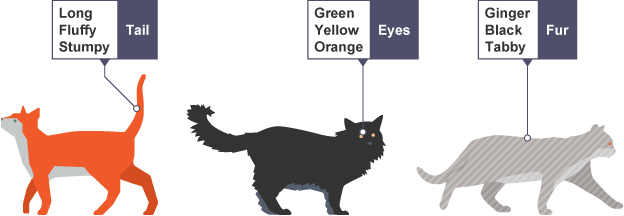 Long
Fluffy
Stumpy
Tail
Green
Yellow
Orange
Eyes
Ginger
Black
Tabby
Fur